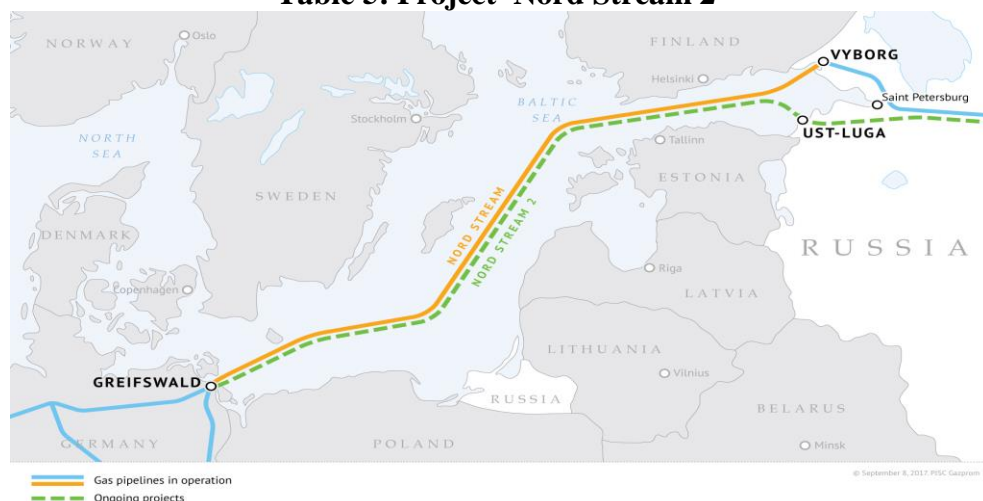 Table 5: Project "Nord Stream 2"
NORWAY
Oslo
FINLAND
VYBORG
Helsinki
Saint Petersburg
BALTIC
SEA
Stockholm
UST-LUGA
NORTH
SEA
Tallinn
ESTONIA
SWEDEN
NORD STREAM
NORD STREAM 2
RUSSIA
DENMARK
Riga
Copenhagen
LATVIA
LITHUANIA
GREIFSWALD
Vilnius
RUSSIA
BELARUS
GERMANY
POLAND
Minsk
© September 8, 2017 PJSC Gazprom
Gas pipelines in operation
Ongoing projects